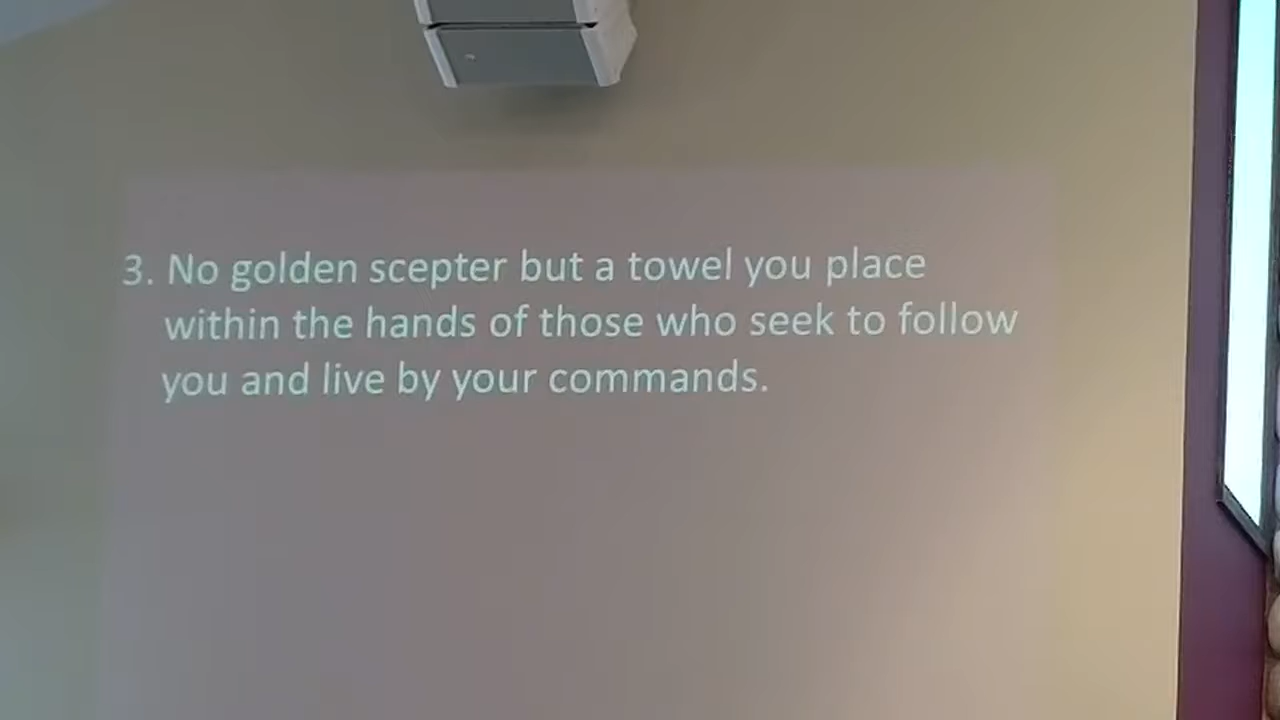 3. No golden scepter but a towel you place
within the hands of those who seek to follow
you and live by your commands.